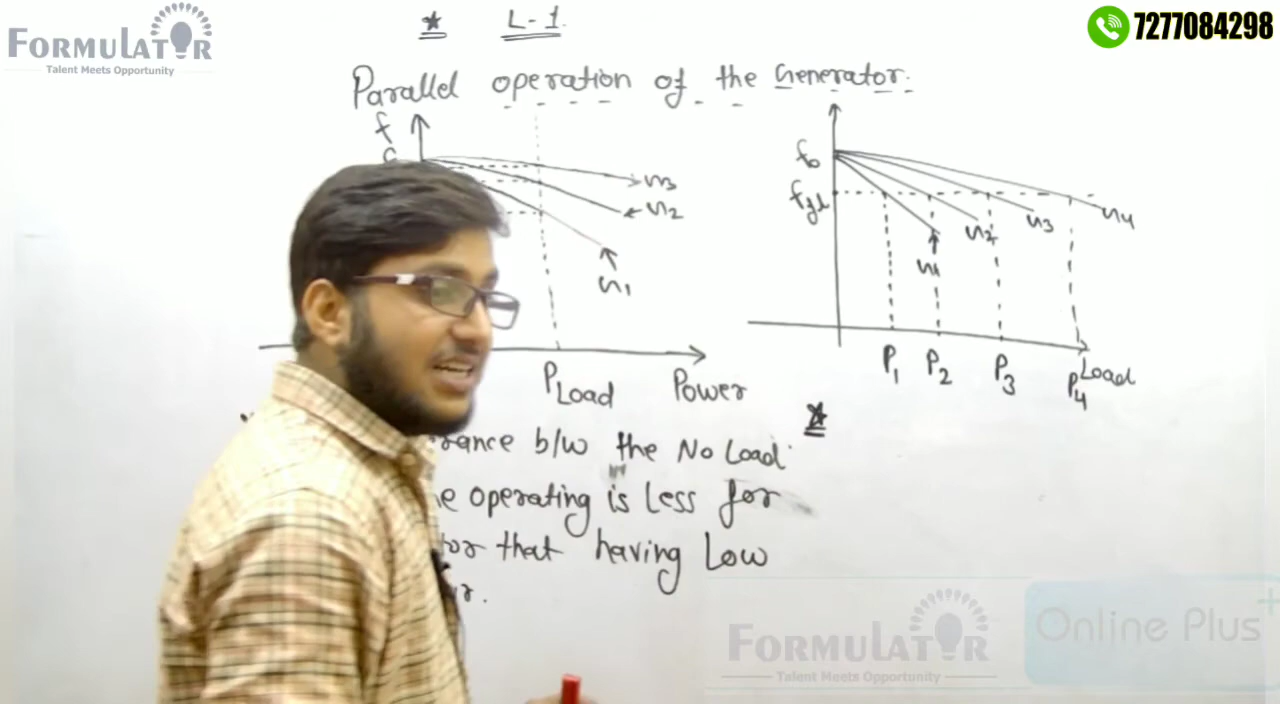 FORMULATOR
Talent Meets Opportunity
7277084298
* L-1.
Parallel operation of the Generator.
f
n3
n2
n1
PLoad Power
f0
ffl
n1 n2 n3 n4
P1 P2 P3 P4 Load
*
b/w the No Load
operating is less for
that having Low
FORMULATOR
Talent Meets Opportunity
Online Plus+